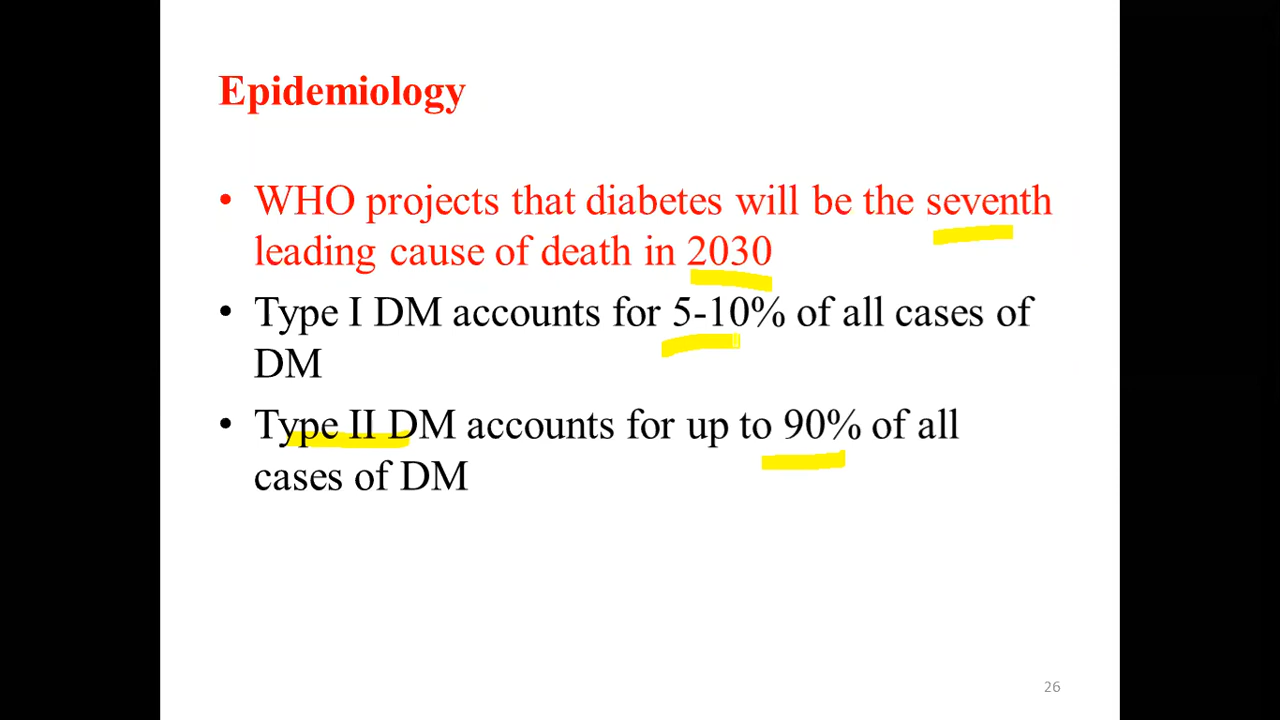 Epidemiology
• WHO projects that diabetes will be the seventh
leading cause of death in 2030
• Type I DM accounts for 5-10% of all cases of
DM
• Type II DM accounts for up to 90% of all
cases of DM
26